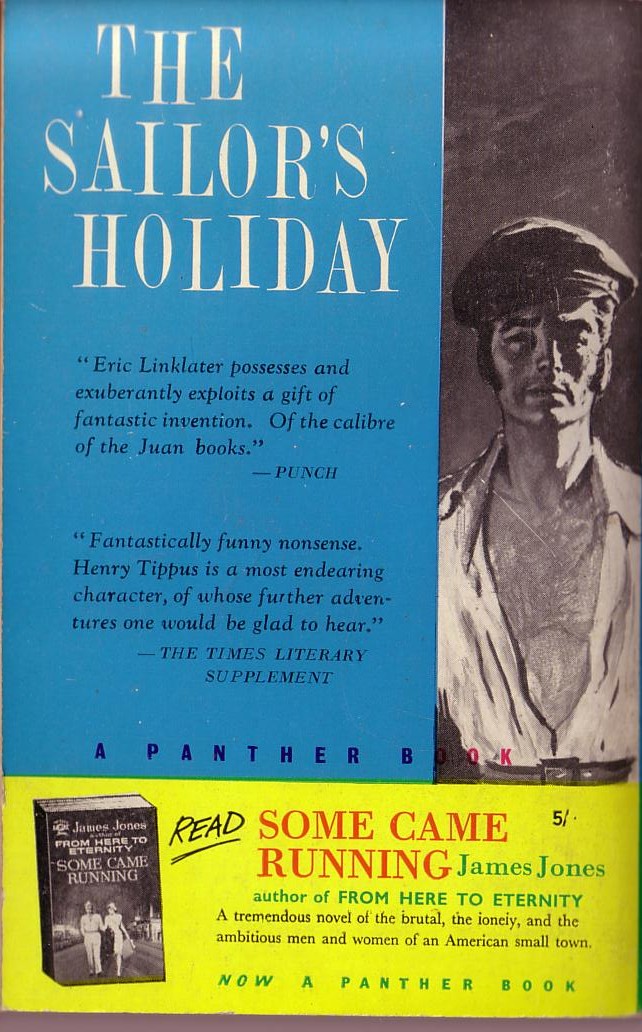 THE
SAILOR'S
HOLIDAY
"Eric Linklater possesses and
exuberantly exploits a gift of
fantastic invention. Of the calibre
of the Juan books."
—PUNCH
"Fantastically funny nonsense.
Henry Tippus is a most endearing
character, of whose further adven-
tures one would be glad to hear."
—THE TIMES LITERARY
SUPPLEMENT
A PANTHER BOOK
James Jones
author of
FROM HERE TO
ETERNITY
SOME CAME
RUNNING
READ
SOME CAME
RUNNING James Jones
5/·
author of FROM HERE TO ETERNITY
A tremendous novel of the brutal, the lonely, and the
ambitious men and women of an American small town.
NOW A PANTHER BOOK